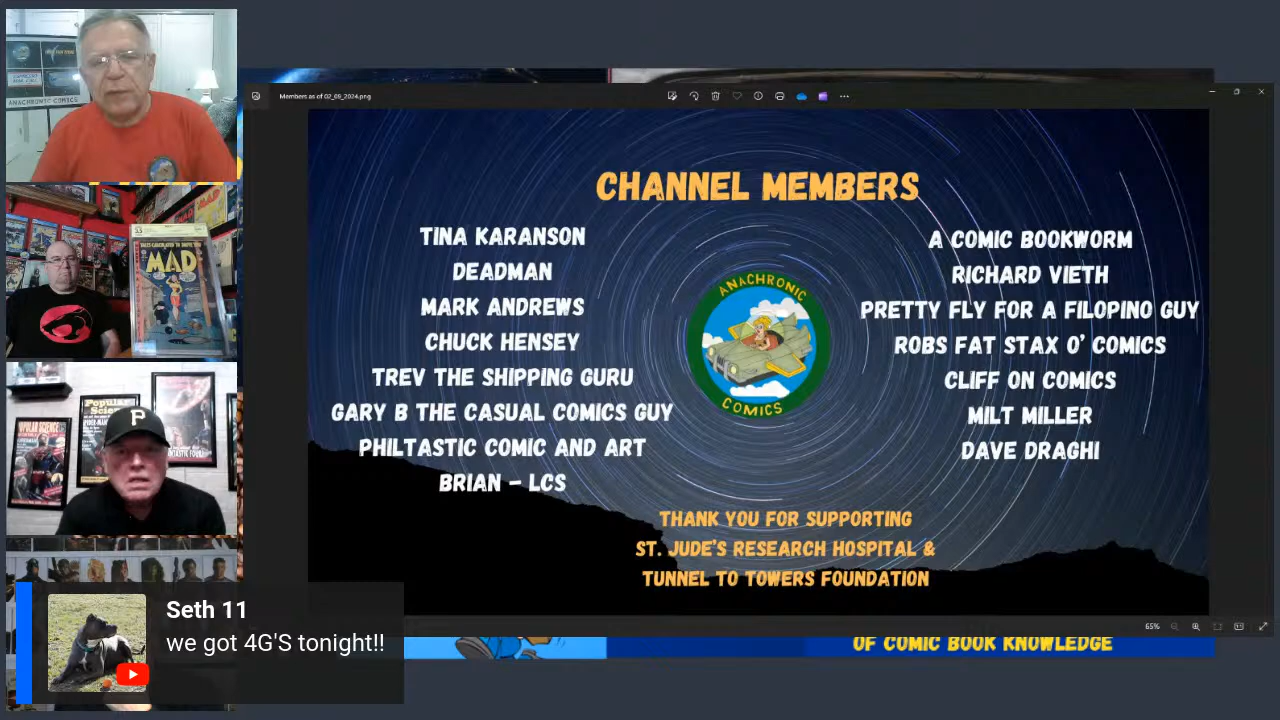 Members as of 02_09_2024.png
CHANNEL MEMBERS
TINA KARANSON
DEADMAN
MARK ANDREWS
CHUCK HENSEY
TREV THE SHIPPING GURU
GARY B THE CASUAL COMICS GUY
PHILTASTIC COMIC AND ART
BRIAN - LCS
A COMIC BOOKWORM
RICHARD VIETH
PRETTY FLY FOR A FILOPINO GUY
ROBS FAT STAX O' COMICS
CLIFF ON COMICS
MILT MILLER
DAVE DRAGHI
ANACHRONIC
COMICS
THANK YOU FOR SUPPORTING
ST. JUDE'S RESEARCH HOSPITAL &
TUNNEL TO TOWERS FOUNDATION
65%
OF COMIC BOOK KNOWLEDGE
ANACHRONIC COMICS
MAD
Popular
P
Seth 11
we got 4G'S tonight!!